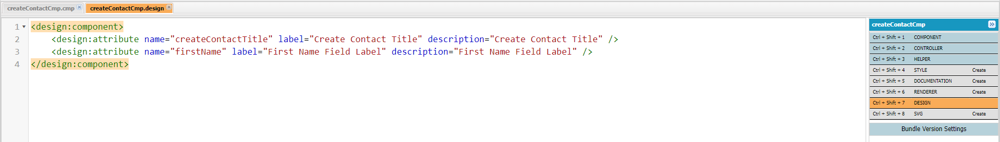 createContactCmp.cmp createContactCmp.design
1 <design:component>
2 <design:attribute name="createContactTitle" label="Create Contact Title" description="Create Contact Title" />
3 <design:attribute name="firstName" label="First Name Field Label" description="First Name Field Label" />
4 </design:component>
createContactCmp
Ctrl + Shift + 1 COMPONENT
Ctrl + Shift + 2 CONTROLLER
Ctrl + Shift + 3 HELPER
Ctrl + Shift + 4 STYLE Create
Ctrl + Shift + 5 DOCUMENTATION Create
Ctrl + Shift + 6 RENDERER Create
Ctrl + Shift + 7 DESIGN
Ctrl + Shift + 8 SVG Create
Bundle Version Settings